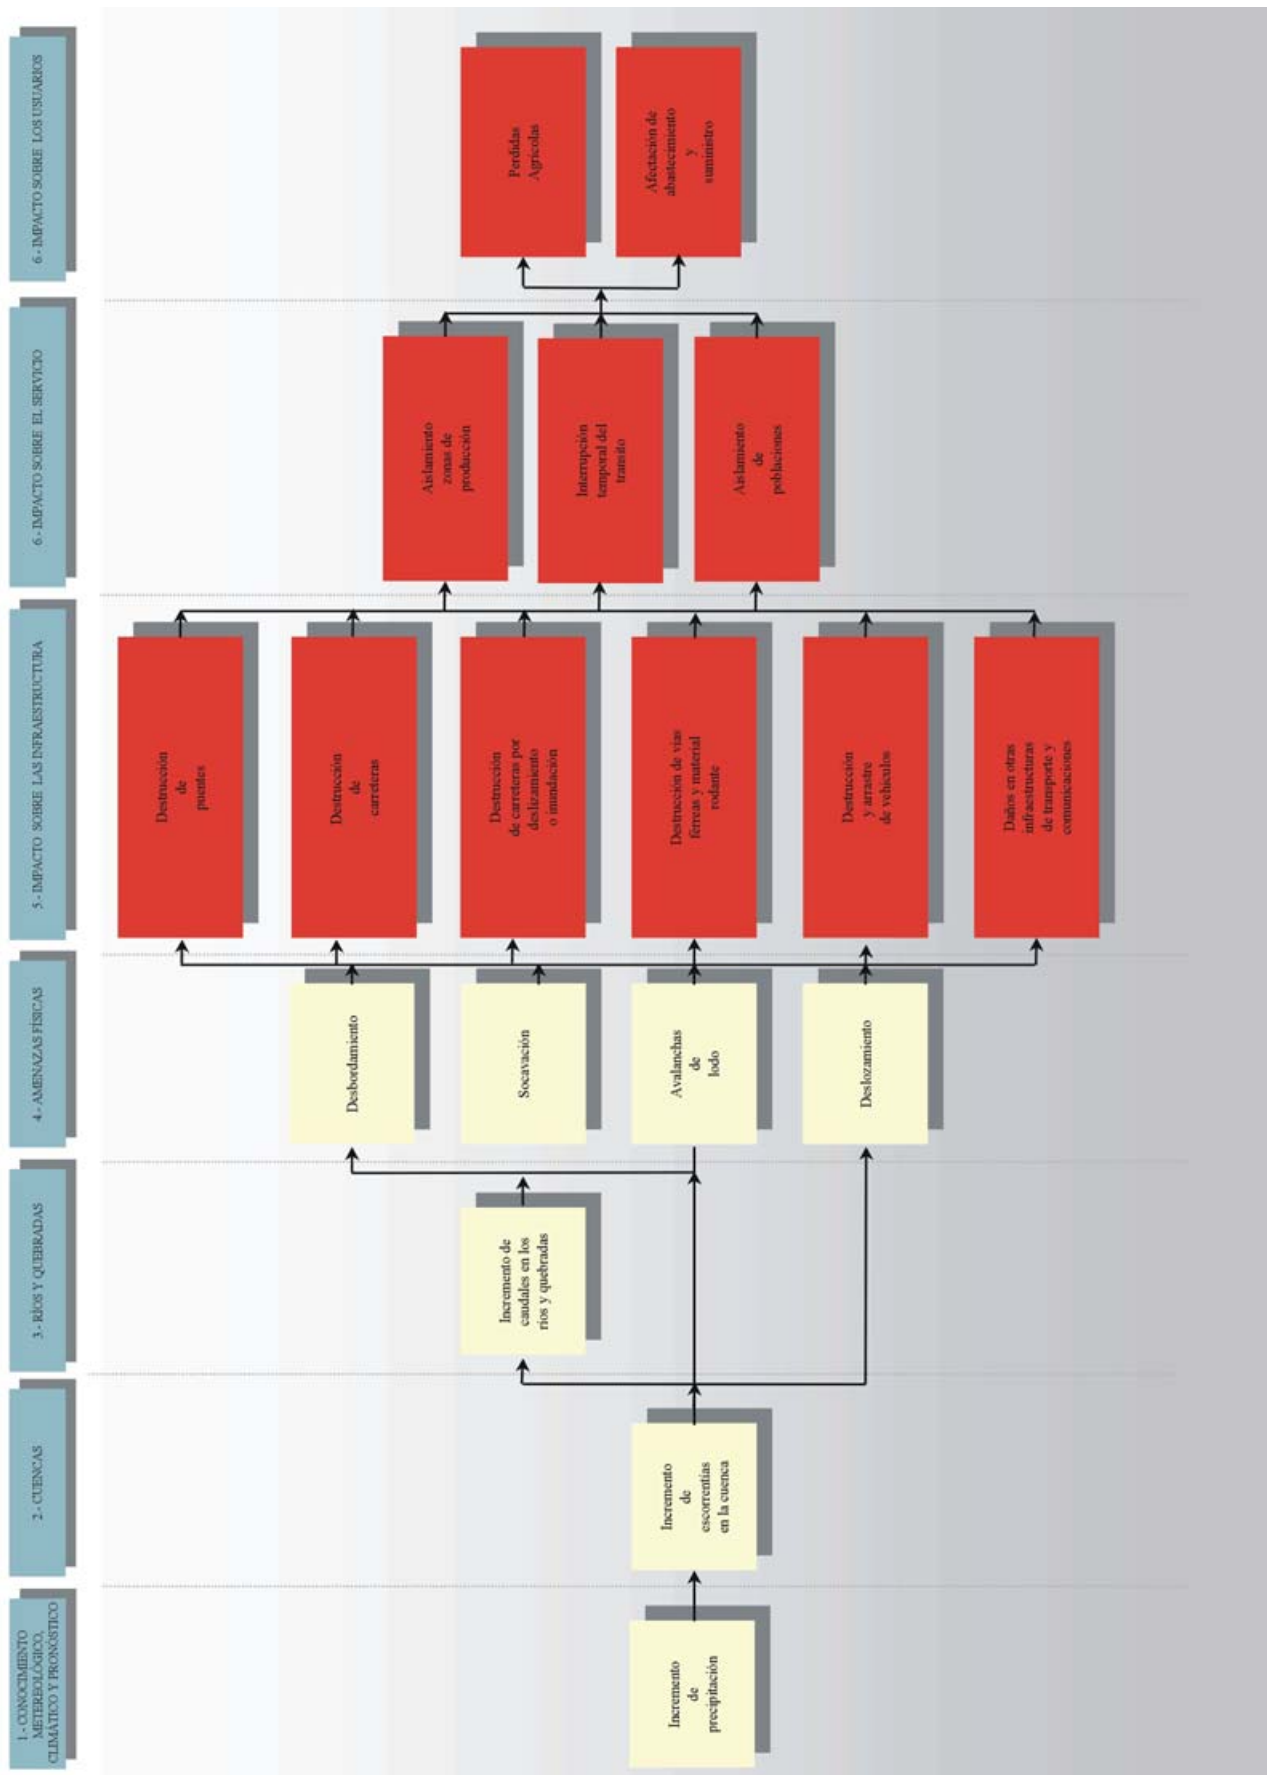 1 - CONOCIMIENTO
METEREOLÓGICO,
CLIMÁTICO Y PRONÓSTICO
2 - CUENCAS
3 - RÍOS Y QUEBRADAS
4 - AMENAZAS FÍSICAS
5 - IMPACTO SOBRE LAS INFRAESTRUCTURA
6 - IMPACTO SOBRE EL SERVICIO
6 - IMPACTO SOBRE LOS USUARIOS
Incremento
de
precipitación
Incremento
de
escorrentías
en la cuenca
Incremento de
caudales en los
ríos y quebradas
Desbordamiento
Socavación
Avalanchas
de
lodo
Deslozamiento
Destrucción
de
puentes
Destrucción
de
carreteras
Destrucción
de carreteras por
deslizamiento
o inundación
Destrucción de vías
férreas y material
rodante
Destrucción
y arrastre
de vehículos
Daños en otras
infraestructuras
de transporte y
comunicaciones
Aislamiento
zonas de
producción
Interrupción
temporal del
transito
Aislamiento
de
poblaciones
Perdidas
Agrícolas
Afectación de
abastecimiento
y
suministro